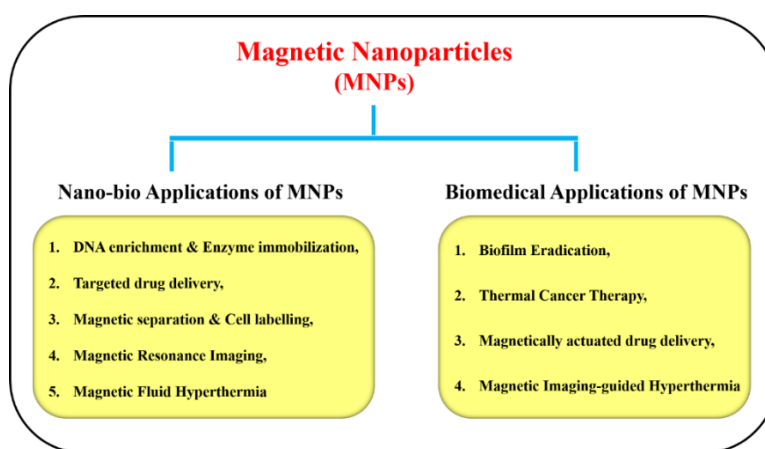 Magnetic Nanoparticles
(MNPs)
Nano-bio Applications of MNPs
1. DNA enrichment & Enzyme immobilization,
2. Targeted drug delivery,
3. Magnetic separation & Cell labelling,
4. Magnetic Resonance Imaging,
5. Magnetic Fluid Hyperthermia
Biomedical Applications of MNPs
1. Biofilm Eradication,
2. Thermal Cancer Therapy,
3. Magnetically actuated drug delivery,
4. Magnetic Imaging-guided Hyperthermia